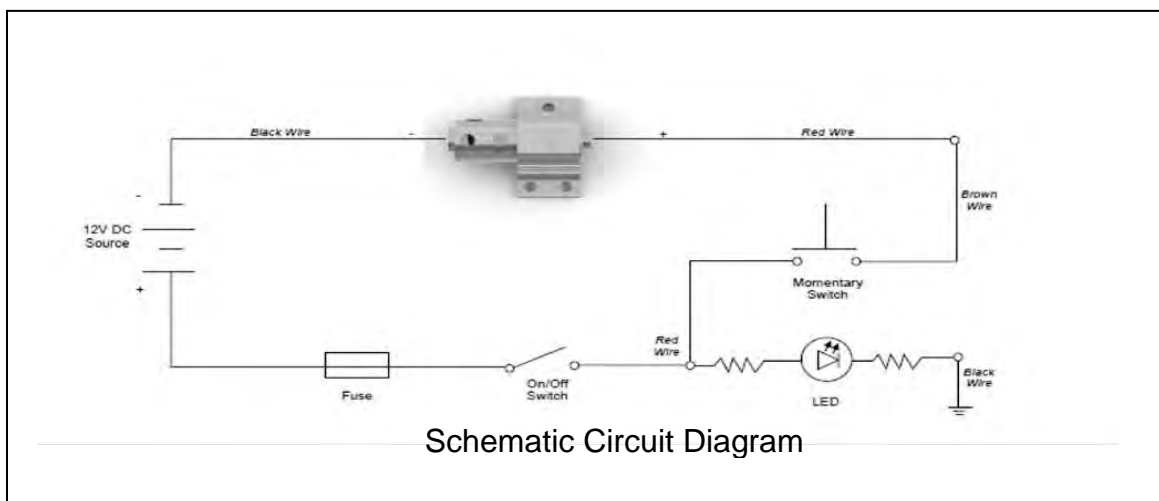 Black Wire
-
+
Red Wire
Brown
Wire
-
12V DC
Source
+
Momentary
Switch
Red
Wire
Fuse
On/Off
Switch
LED
Black
Wire
Schematic Circuit Diagram